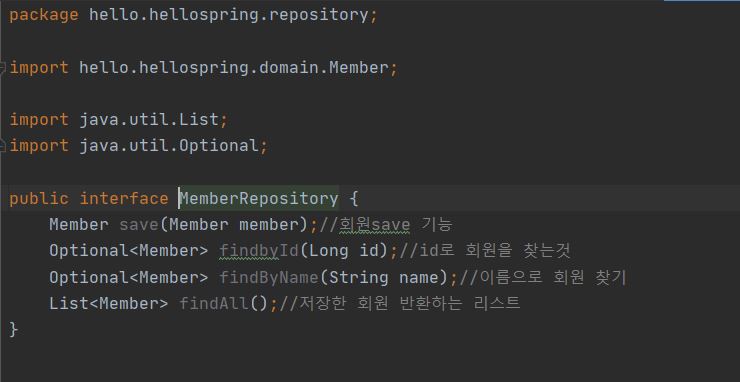 package hello.hellospring.repository;
import hello.hellospring.domain.Member;
import java.util.List;
import java.util.Optional;
public interface MemberRepository {
Member save(Member member);//회원save 기능
Optional<Member> findbyId(Long id);//id로 회원을 찾는것
Optional<Member> findByName(String name);//이름으로 회원 찾기
List<Member> findAll();//저장한 회원 반환하는 리스트
}